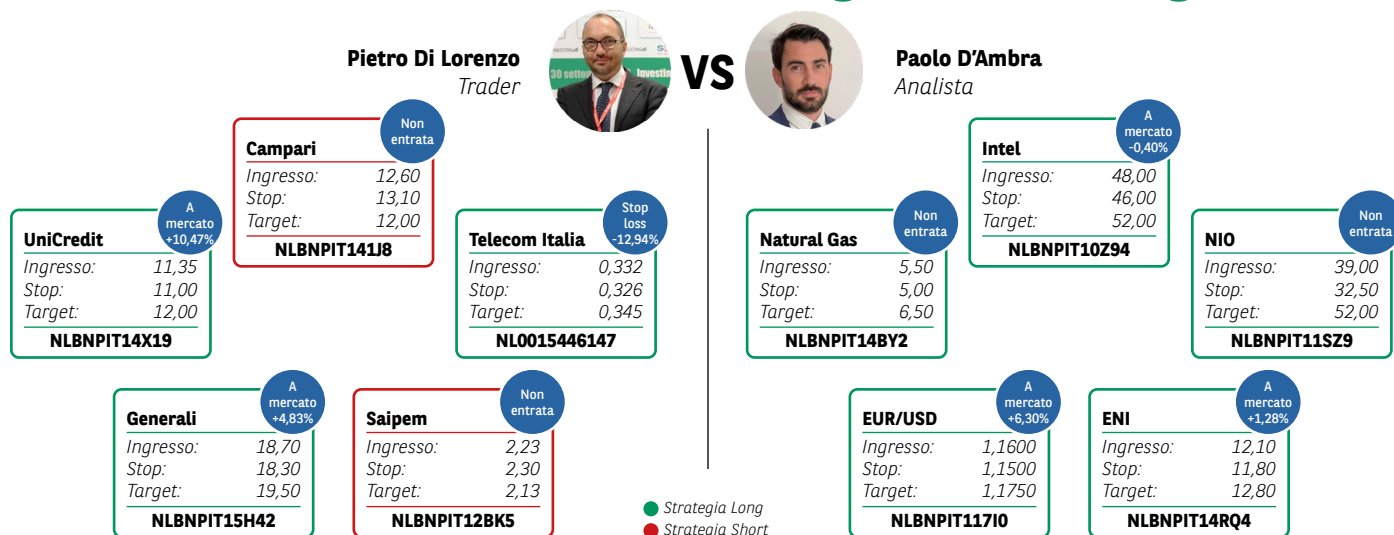 Pietro Di Lorenzo
Trader
VS
Paolo D'Ambra
Analista
Campari
Non
entrata
Ingresso: 12,60
Stop: 13,10
Target: 12,00
NLBNPIT141J8
UniCredit
A
mercato
+10,47%
Ingresso: 11,35
Stop: 11,00
Target: 12,00
NLBNPIT14X19
Telecom Italia
Stop
loss
-12,94%
Ingresso: 0,332
Stop: 0,326
Target: 0,345
NL0015446147
Generali
A
mercato
+4,83%
Ingresso: 18,70
Stop: 18,30
Target: 19,50
NLBNPIT15H42
Saipem
Non
entrata
Ingresso: 2,23
Stop: 2,30
Target: 2,13
NLBNPIT12BK5
Intel
A
mercato
-0,40%
Ingresso: 48,00
Stop: 46,00
Target: 52,00
NLBNPIT10Z94
Natural Gas
Non
entrata
Ingresso: 5,50
Stop: 5,00
Target: 6,50
NLBNPIT14BY2
NIO
Non
entrata
Ingresso: 39,00
Stop: 32,50
Target: 52,00
NLBNPIT11SZ9
EUR/USD
A
mercato
+6,30%
Ingresso: 1,1600
Stop: 1,1500
Target: 1,1750
NLBNPIT117I0
ENI
A
mercato
+1,28%
Ingresso: 12,10
Stop: 11,80
Target: 12,80
NLBNPIT14RQ4
Strategia Long
Strategia Short
30 settem
Investin